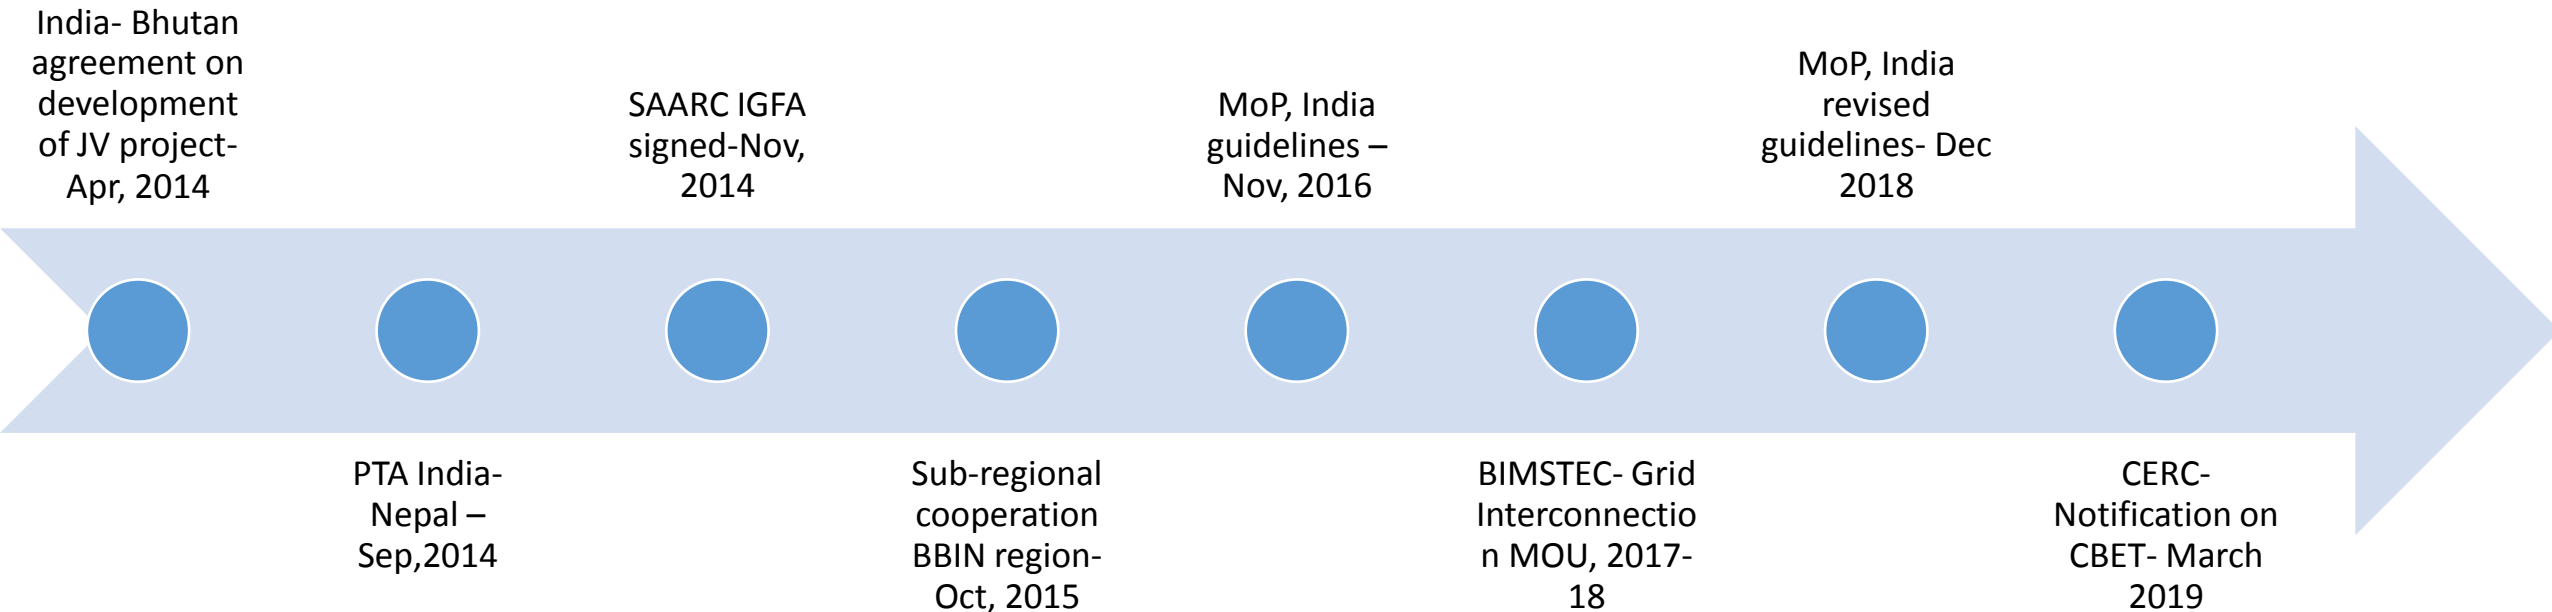 India- Bhutan
agreement on
development
of JV project-
Apr, 2014
PTA India-
Nepal –
Sep,2014
SAARC IGFA
signed-Nov,
2014
Sub-regional
cooperation
BBIN region-
Oct, 2015
MoP, India
guidelines –
Nov, 2016
BIMSTEC- Grid
Interconnectio
n MOU, 2017-
18
MoP, India
revised
guidelines- Dec
2018
CERC-
Notification on
CBET- March
2019